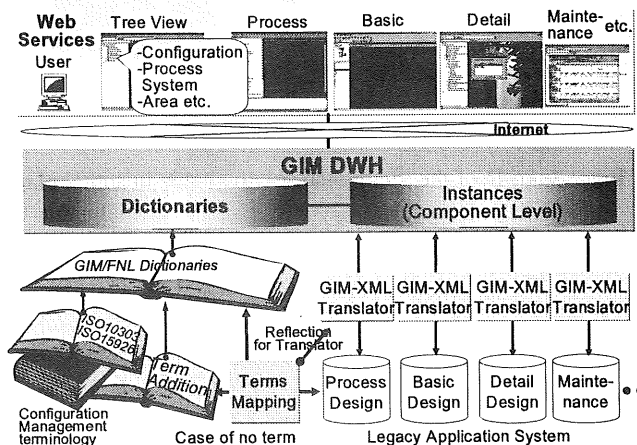 Web Services
User
Tree View
-Configuration
-Process
System
-Area etc.
Process
Basic
Detail
Mainte-
nance etc.
Internet
GIM DWH
Dictionaries
Instances
(Component Level)
GIM/FNL Dictionaries
GIM-XML
Translator
GIM-XML
Translator
GIM-XML
Translator
GIM-XML
Translator
ISO10303
ISO15926
Reflection
for Translator
Term
Addition
Terms
Mapping
Process
Design
Basic
Design
Detail
Design
Mainte-
nance
Configuration
Management
terminology
Case of no term
Legacy Application System